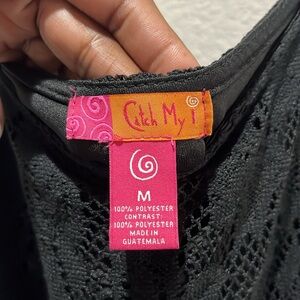 Catch My i
M
100% POLYESTER
CONTRAST:
100% POLYESTER
MADE IN
GUATEMALA